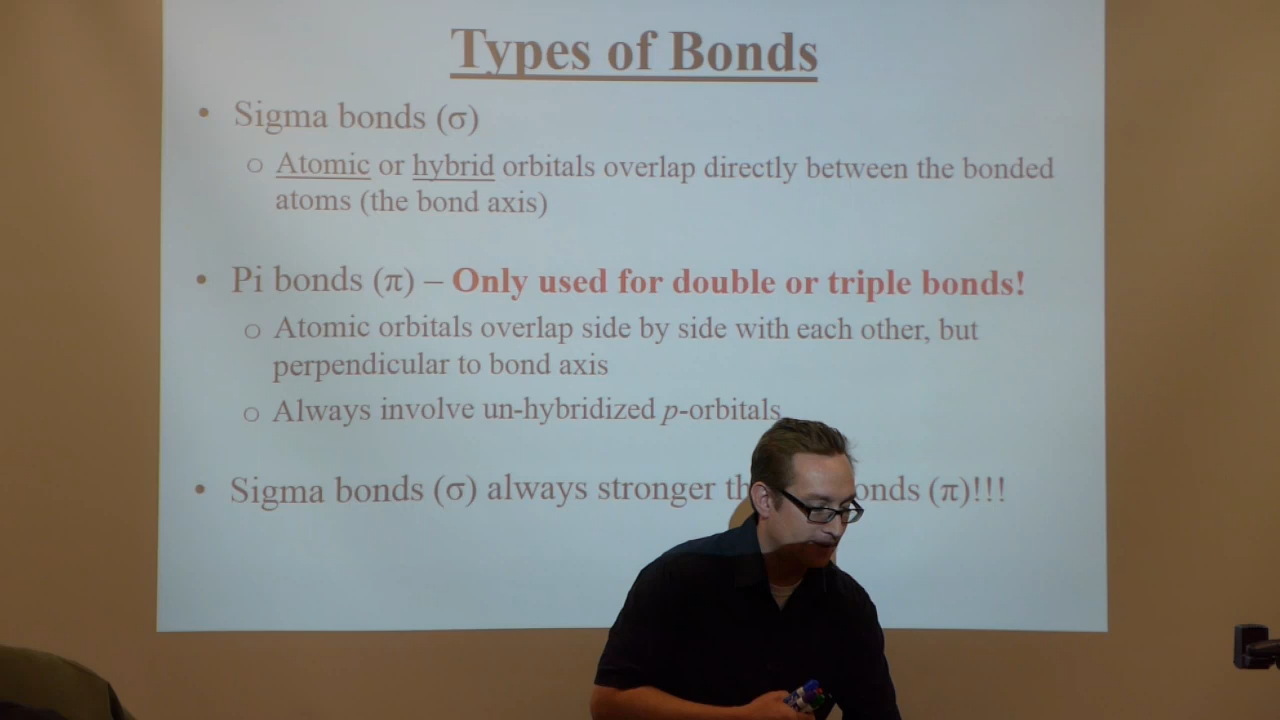 Types of Bonds
• Sigma bonds (σ)
o Atomic or hybrid orbitals overlap directly between the bonded
atoms (the bond axis)
• Pi bonds (π) – Only used for double or triple bonds!
o Atomic orbitals overlap side by side with each other, but
perpendicular to bond axis
o Always involve un-hybridized p-orbitals
• Sigma bonds (σ) always stronger (π)!!!